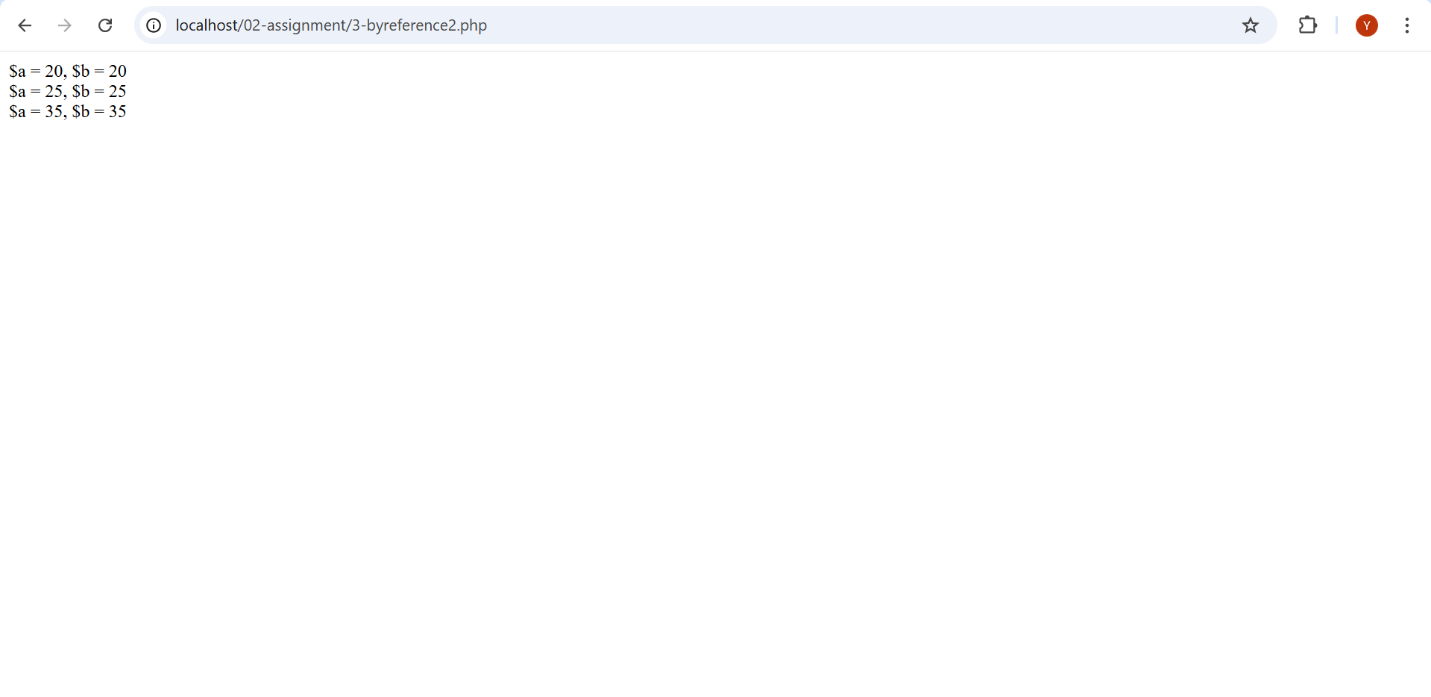 localhost/02-assignment/3-byreference2.php
Y
$a = 20, $b = 20
$a = 25, $b = 25
$a = 35, $b = 35